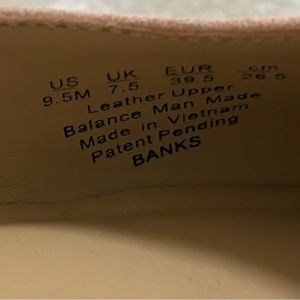 US UK EUR cm
9.5M 7.5 39.5 26.5
Leather Upper
Balance Man Made
Made in Vietnam
Patent Pending
BANKS